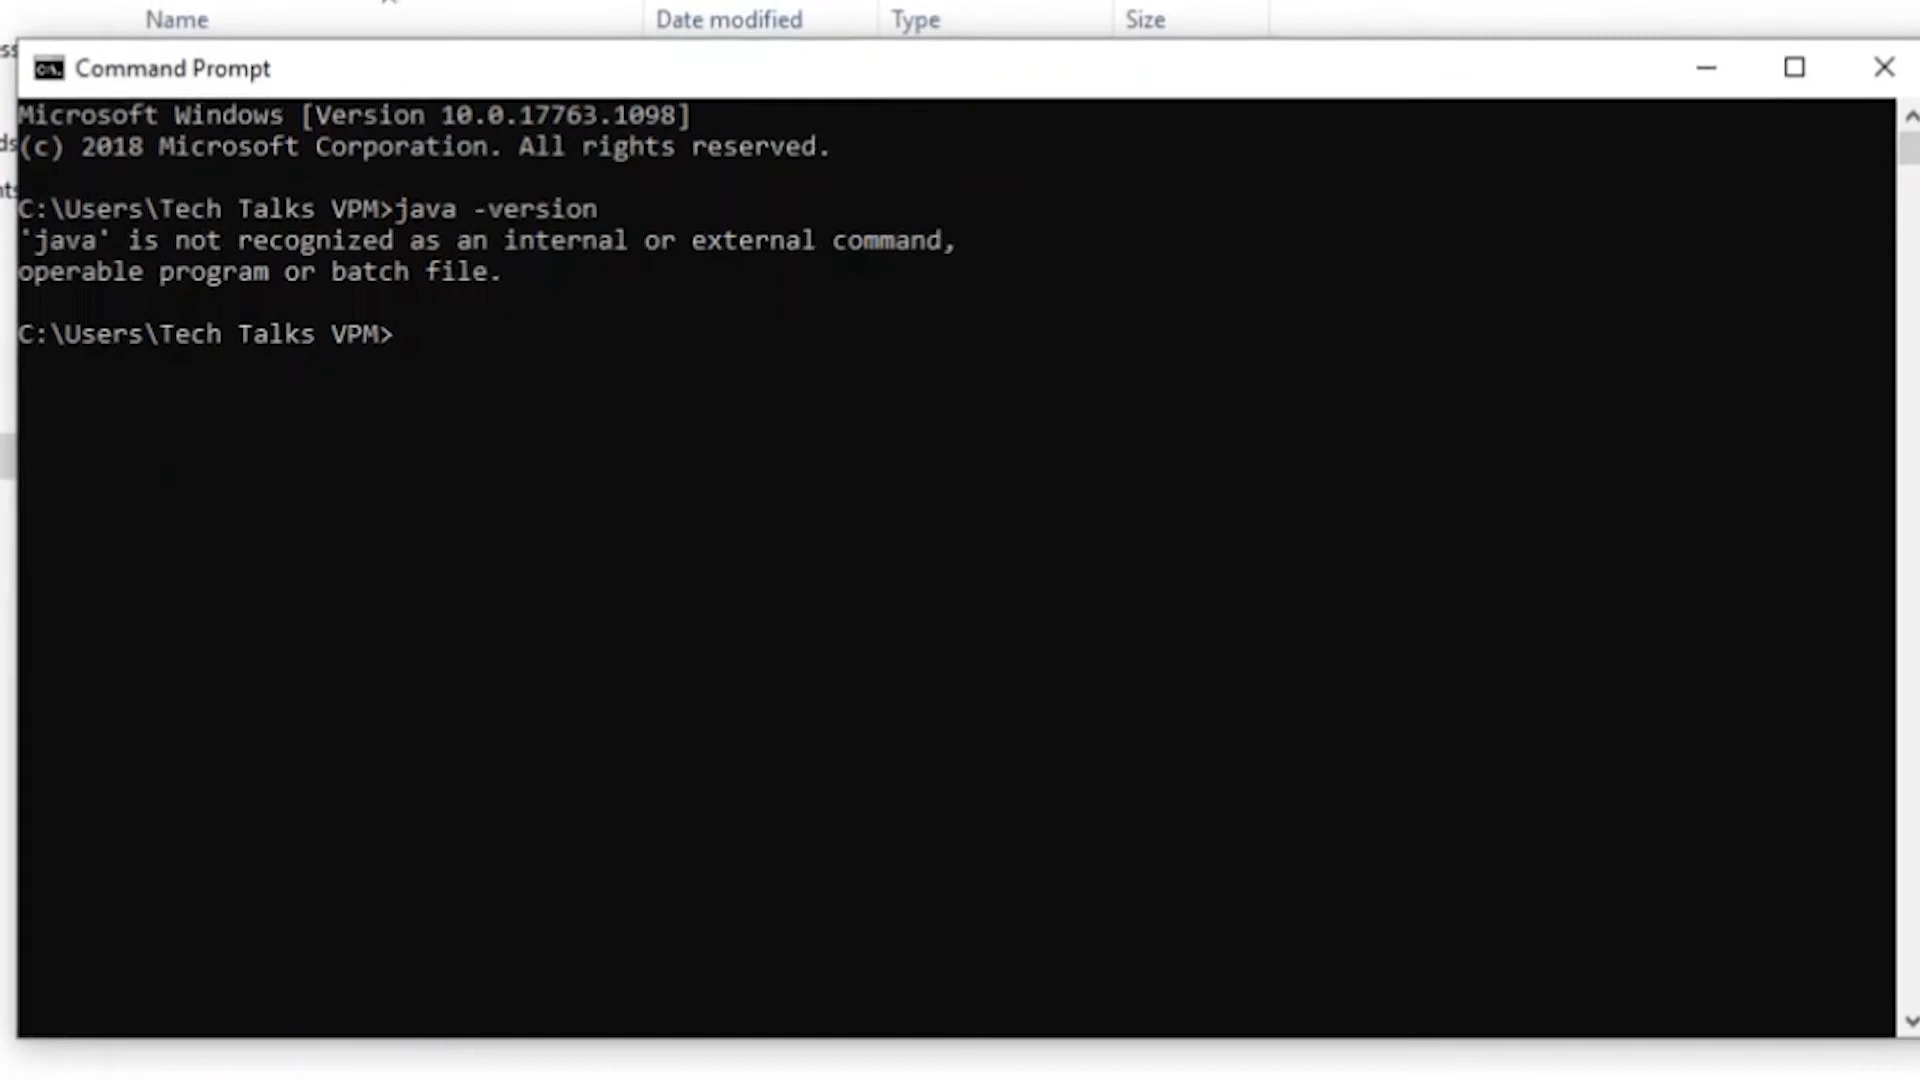 Name Date modified Type Size
Command Prompt
Microsoft Windows [Version 10.0.17763.1098]
(c) 2018 Microsoft Corporation. All rights reserved.
C:\Users\Tech Talks VPM>java -version
'java' is not recognized as an internal or external command,
operable program or batch file.
C:\Users\Tech Talks VPM>